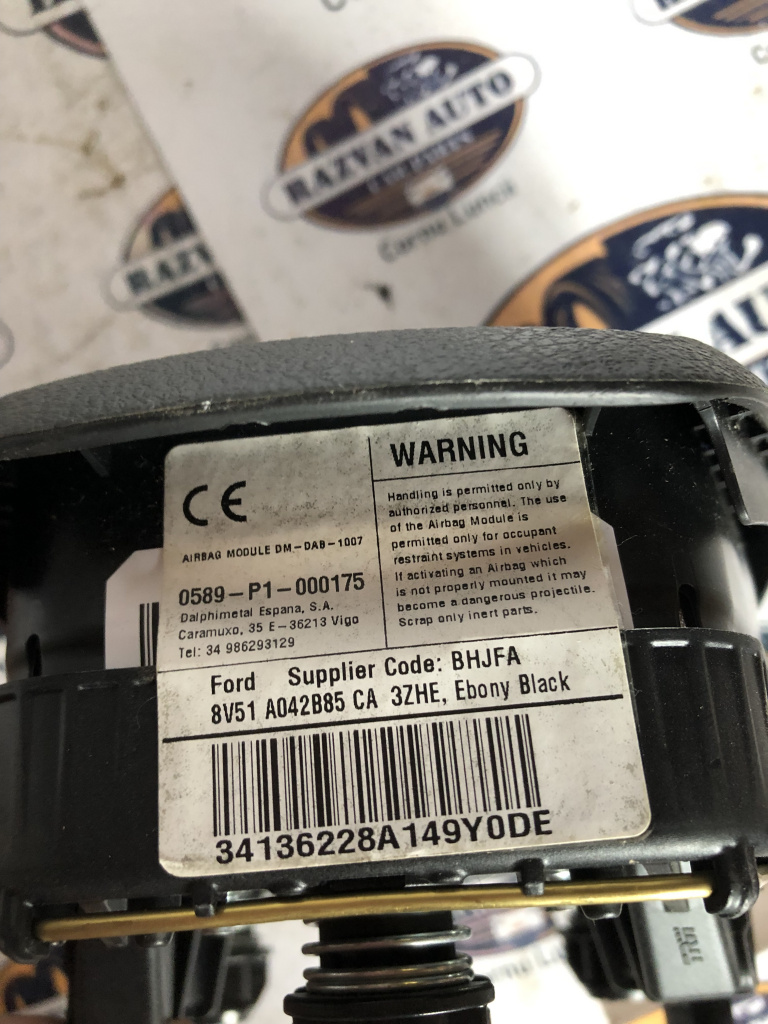 RAZVAN AUTO
Cornu Luncii
RAZV
CE
AIRBAG MODULE DM-DAB-1007
0589-P1-000175
Dalphimetal Espana, S.A.
Caramuxo, 35 E-36213 Vigo
Tel: 34 986293129
WARNING
Handling is permitted only by
authorized personnel. The use
of the Airbag Module is
permitted only for occupant
restraint systems in vehicles.
If activating an Airbag which
is not properly mounted it may
become a dangerous projectile.
Scrap only inert parts.
Ford Supplier Code: BHJFA
8V51 A042B85 CA 3ZHE, Ebony Black
34136228A149Y0DE